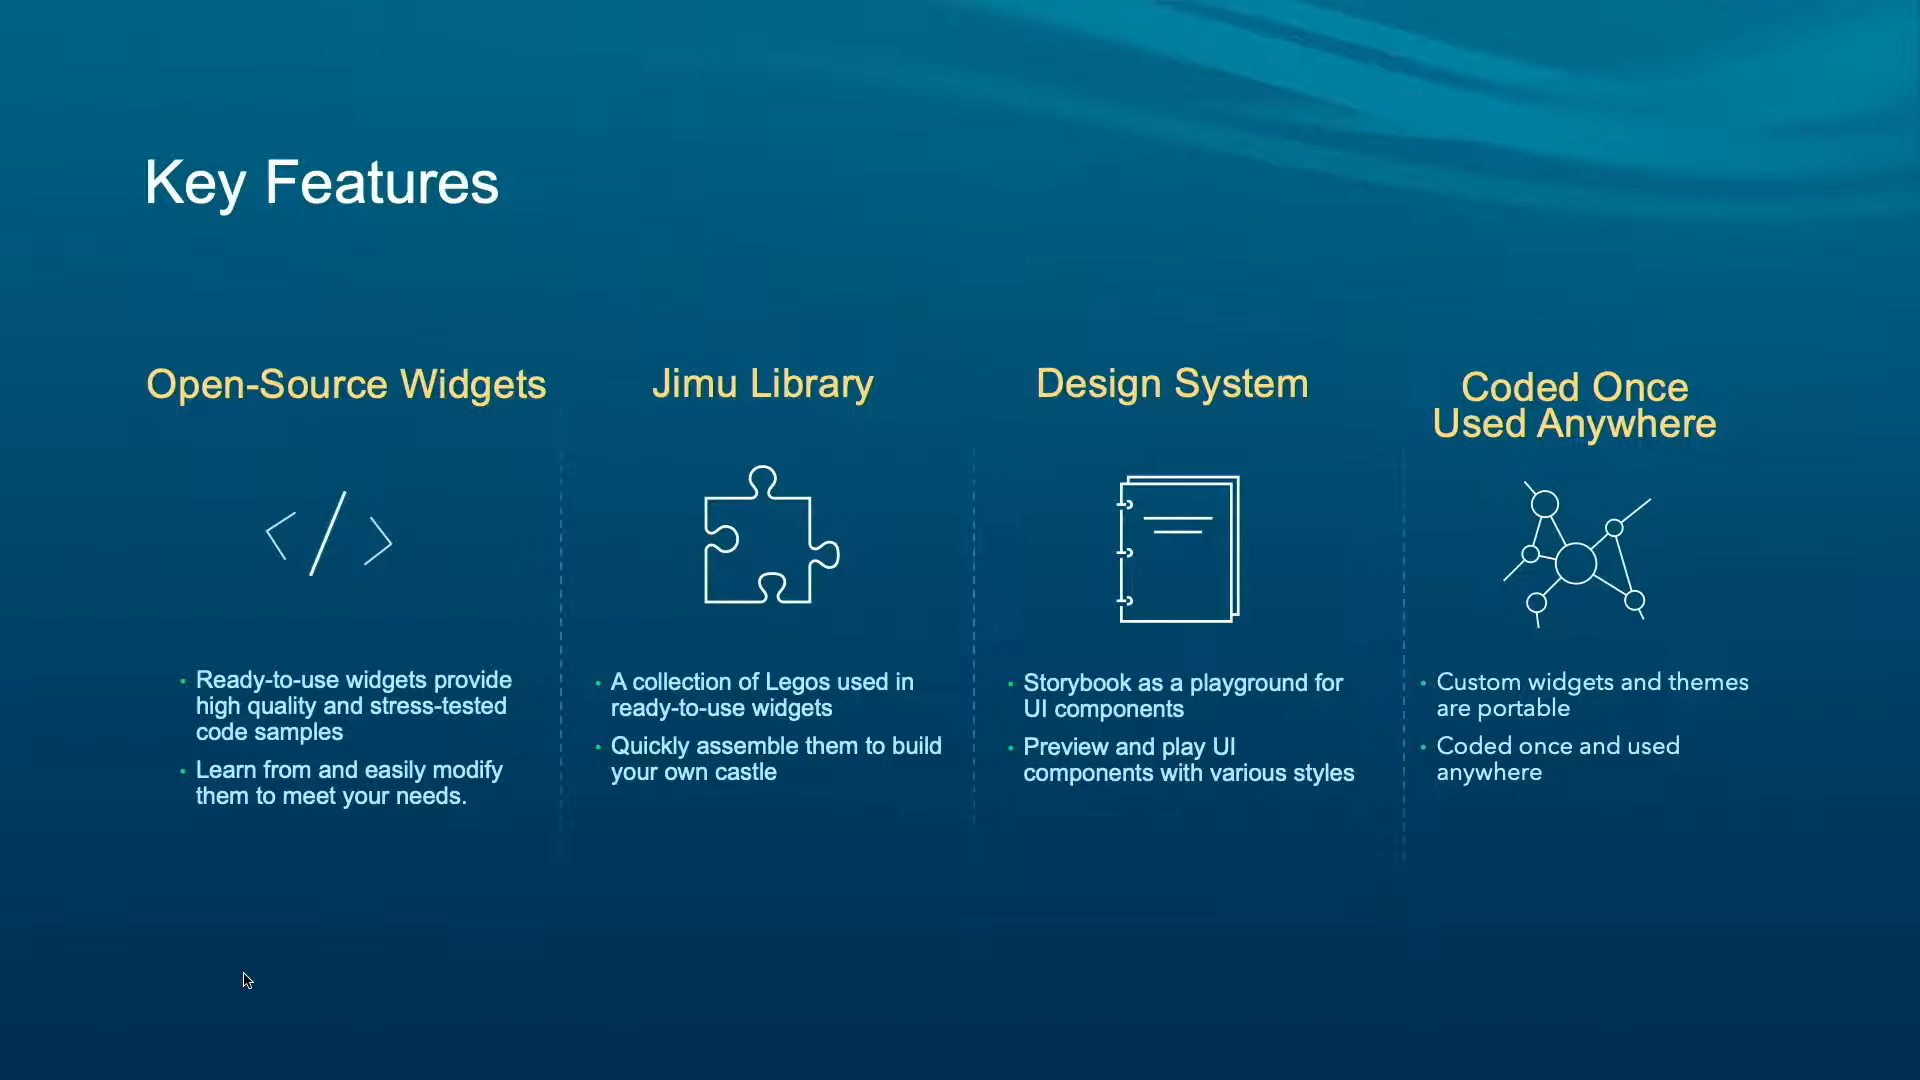 Key Features
Open-Source Widgets
Ready-to-use widgets provide
high quality and stress-tested
code samples
Learn from and easily modify
them to meet your needs.
Jimu Library
A collection of Legos used in
ready-to-use widgets
Quickly assemble them to build
your own castle
Design System
Storybook as a playground for
UI components
Preview and play UI
components with various styles
Coded Once
Used Anywhere
Custom widgets and themes
are portable
Coded once and used
anywhere